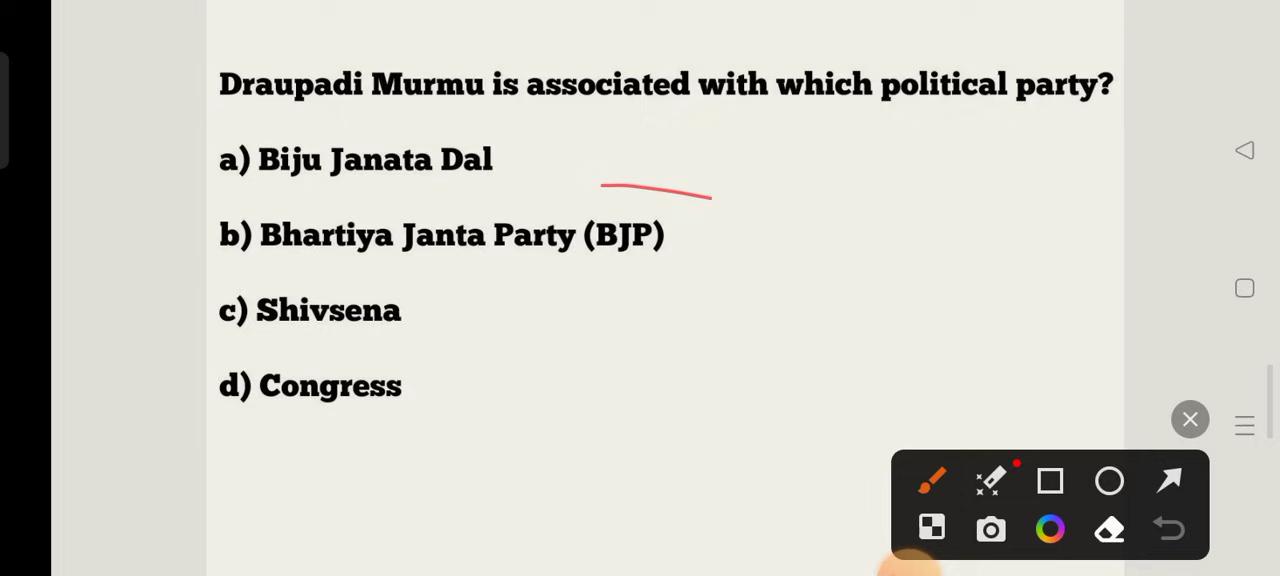 Draupadi Murmu is associated with which political party?
a) Biju Janata Dal
b) Bhartiya Janta Party (BJP)
c) Shivsena
d) Congress